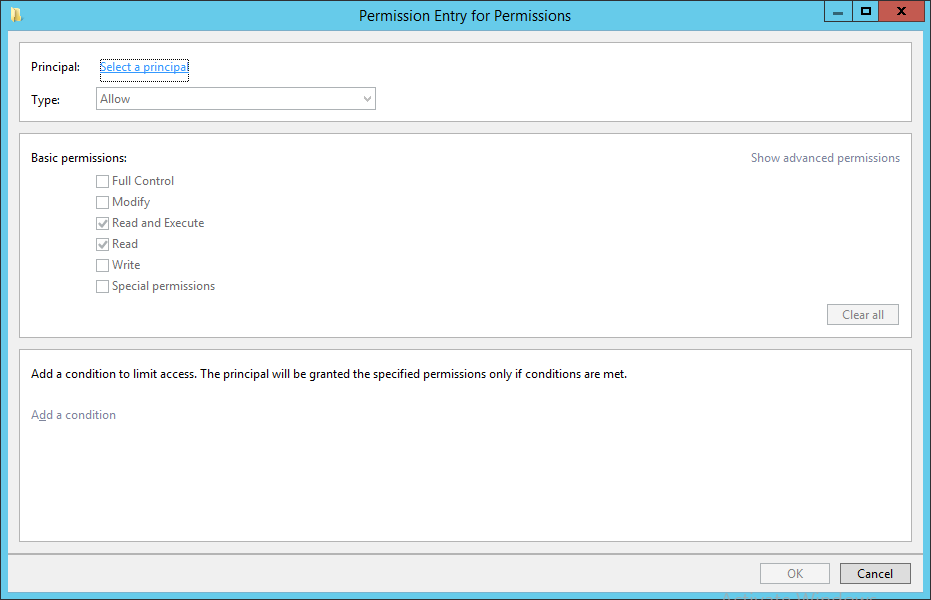 Permission Entry for Permissions
Principal: Select a principal
Type: Allow
Basic permissions: Show advanced permissions
Full Control
Modify
Read and Execute
Read
Write
Special permissions
Clear all
Add a condition to limit access. The principal will be granted the specified permissions only if conditions are met.
Add a condition
OK Cancel